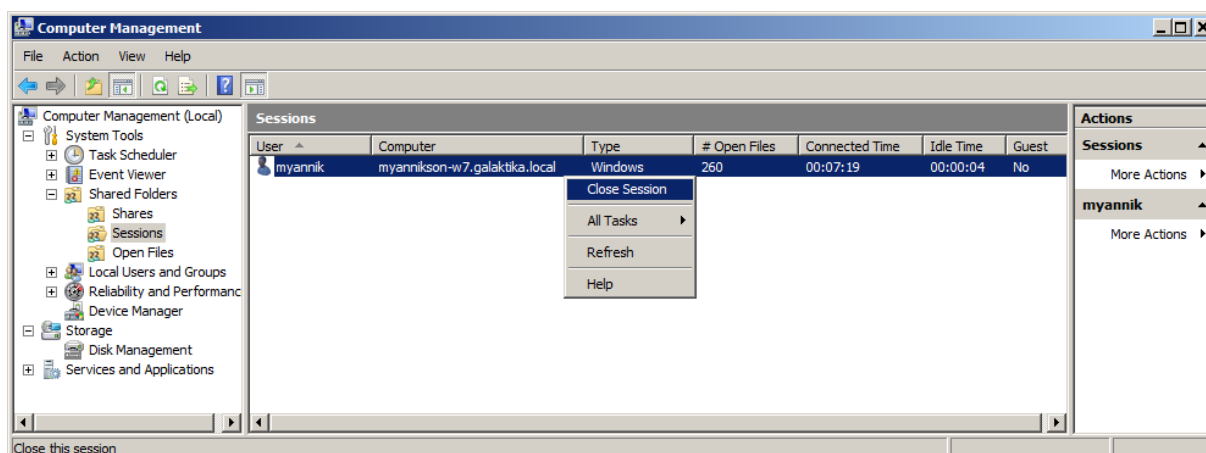 Computer Management
File Action View Help
Computer Management (Local)
System Tools
Task Scheduler
Event Viewer
Shared Folders
Shares
Sessions
Open Files
Local Users and Groups
Reliability and Performanc
Device Manager
Storage
Disk Management
Services and Applications
Sessions
User Computer Type # Open Files Connected Time Idle Time Guest
myannik myannikson-w7.galaktika.local Windows 260 00:07:19 00:00:04 No
Close Session
All Tasks
Refresh
Help
Actions
Sessions
More Actions
myannik
More Actions
Close this session